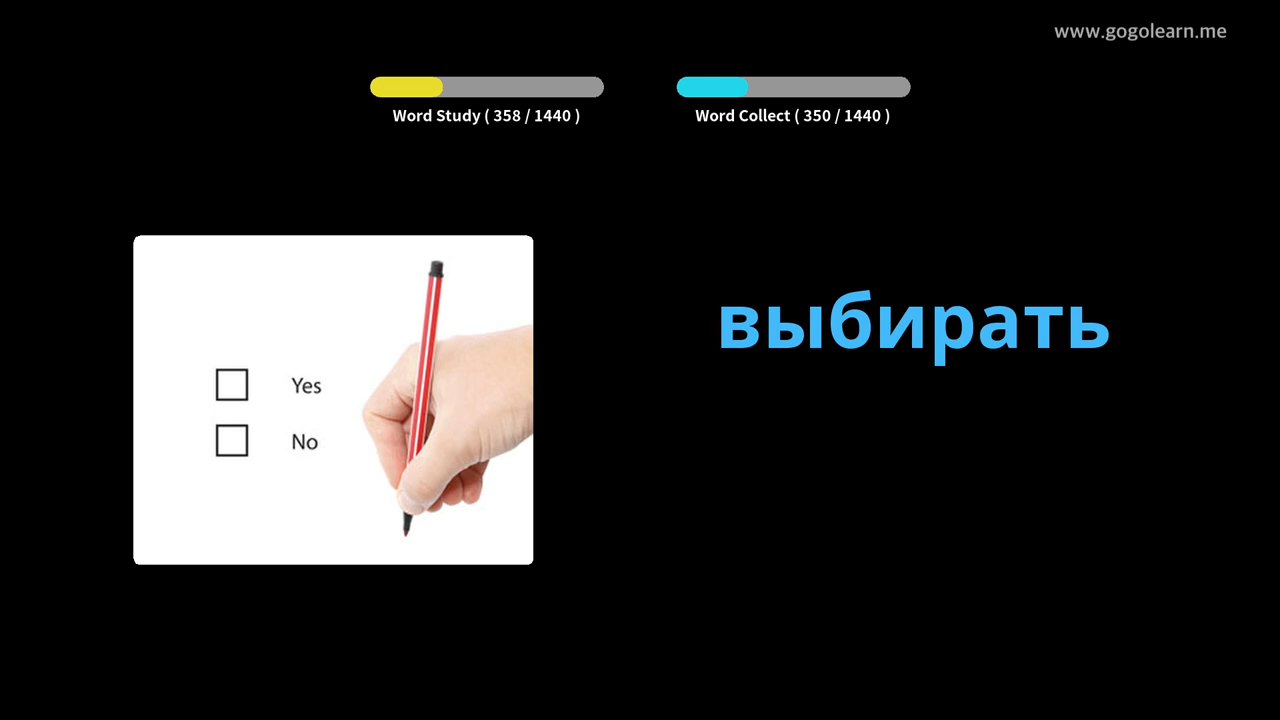 www.gogolearn.me
Word Study ( 358 / 1440 )
Word Collect ( 350 / 1440 )
Yes
No
выбирать